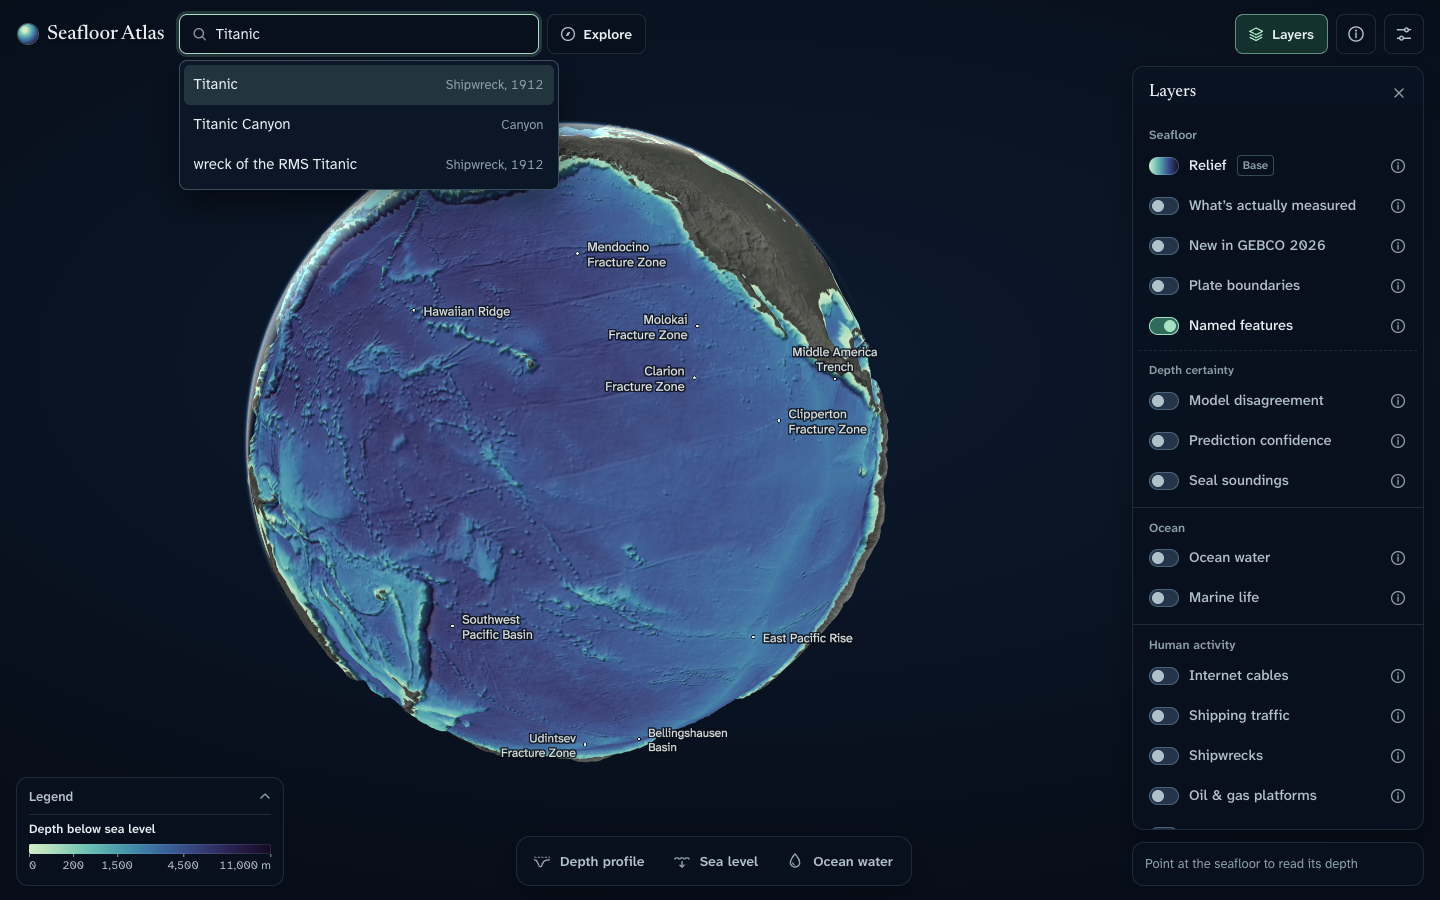 Seafloor Atlas
Titanic
Explore
Layers
Titanic
Shipwreck, 1912
Titanic Canyon
Canyon
wreck of the RMS Titanic
Shipwreck, 1912
Mendocino
Fracture Zone
Hawaiian Ridge
Molokai
Fracture Zone
Middle America
Trench
Clarion
Fracture Zone
Clipperton
Fracture Zone
Southwest
Pacific Basin
East Pacific Rise
Udintsev
Fracture Zone
Bellingshausen
Basin
Layers
Seafloor
Relief
Base
What's actually measured
New in GEBCO 2026
Plate boundaries
Named features
Depth certainty
Model disagreement
Prediction confidence
Seal soundings
Ocean
Ocean water
Marine life
Human activity
Internet cables
Shipping traffic
Shipwrecks
Oil & gas platforms
Legend
Depth below sea level
0 200 1,500 4,500 11,000 m
Depth profile
Sea level
Ocean water
Point at the seafloor to read its depth